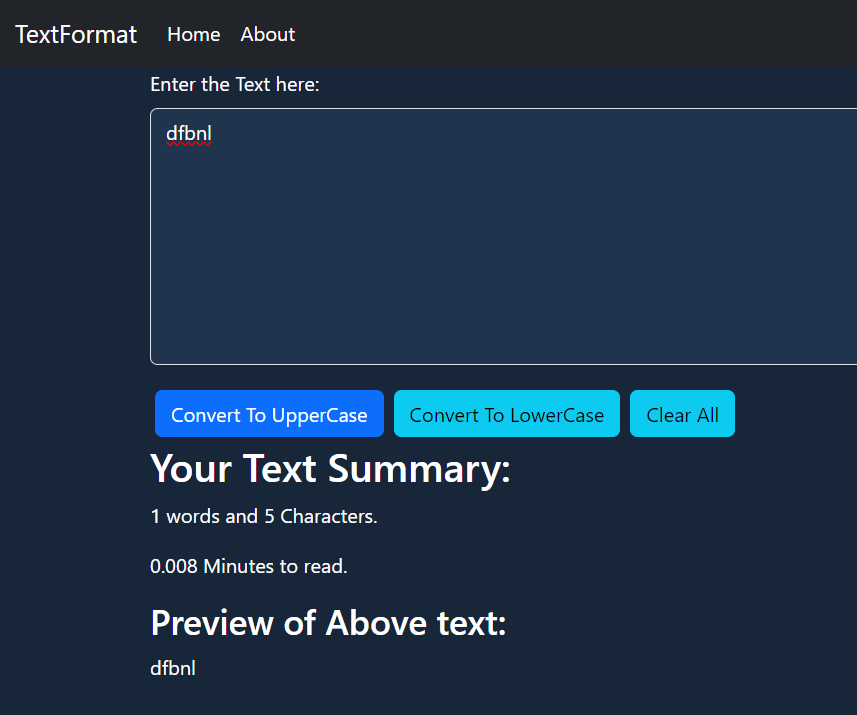 TextFormat Home About
Enter the Text here:
dfbnl
Convert To UpperCase Convert To LowerCase Clear All
Your Text Summary:
1 words and 5 Characters.
0.008 Minutes to read.
Preview of Above text:
dfbnl